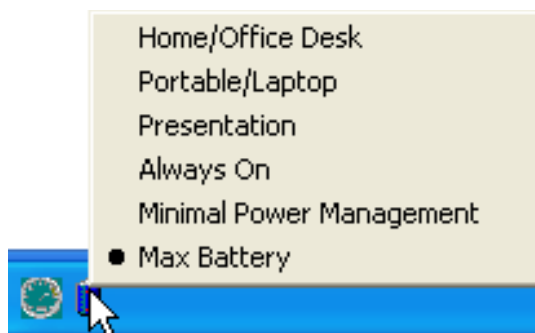 Home/Office Desk
Portable/Laptop
Presentation
Always On
Minimal Power Management
Max Battery